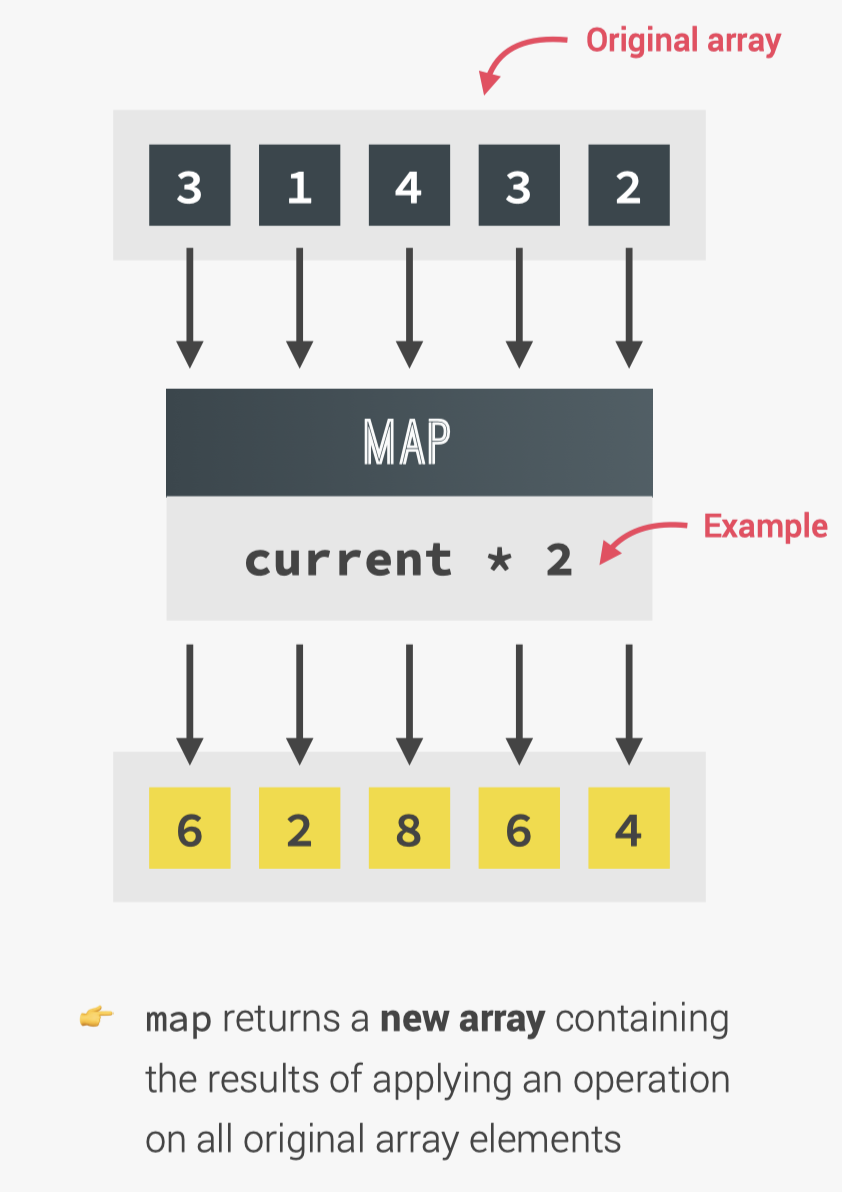 Original array
3 1 4 3 2
MAP
current * 2
Example
6 2 8 6 4
👉 map returns a new array containing
the results of applying an operation
on all original array elements